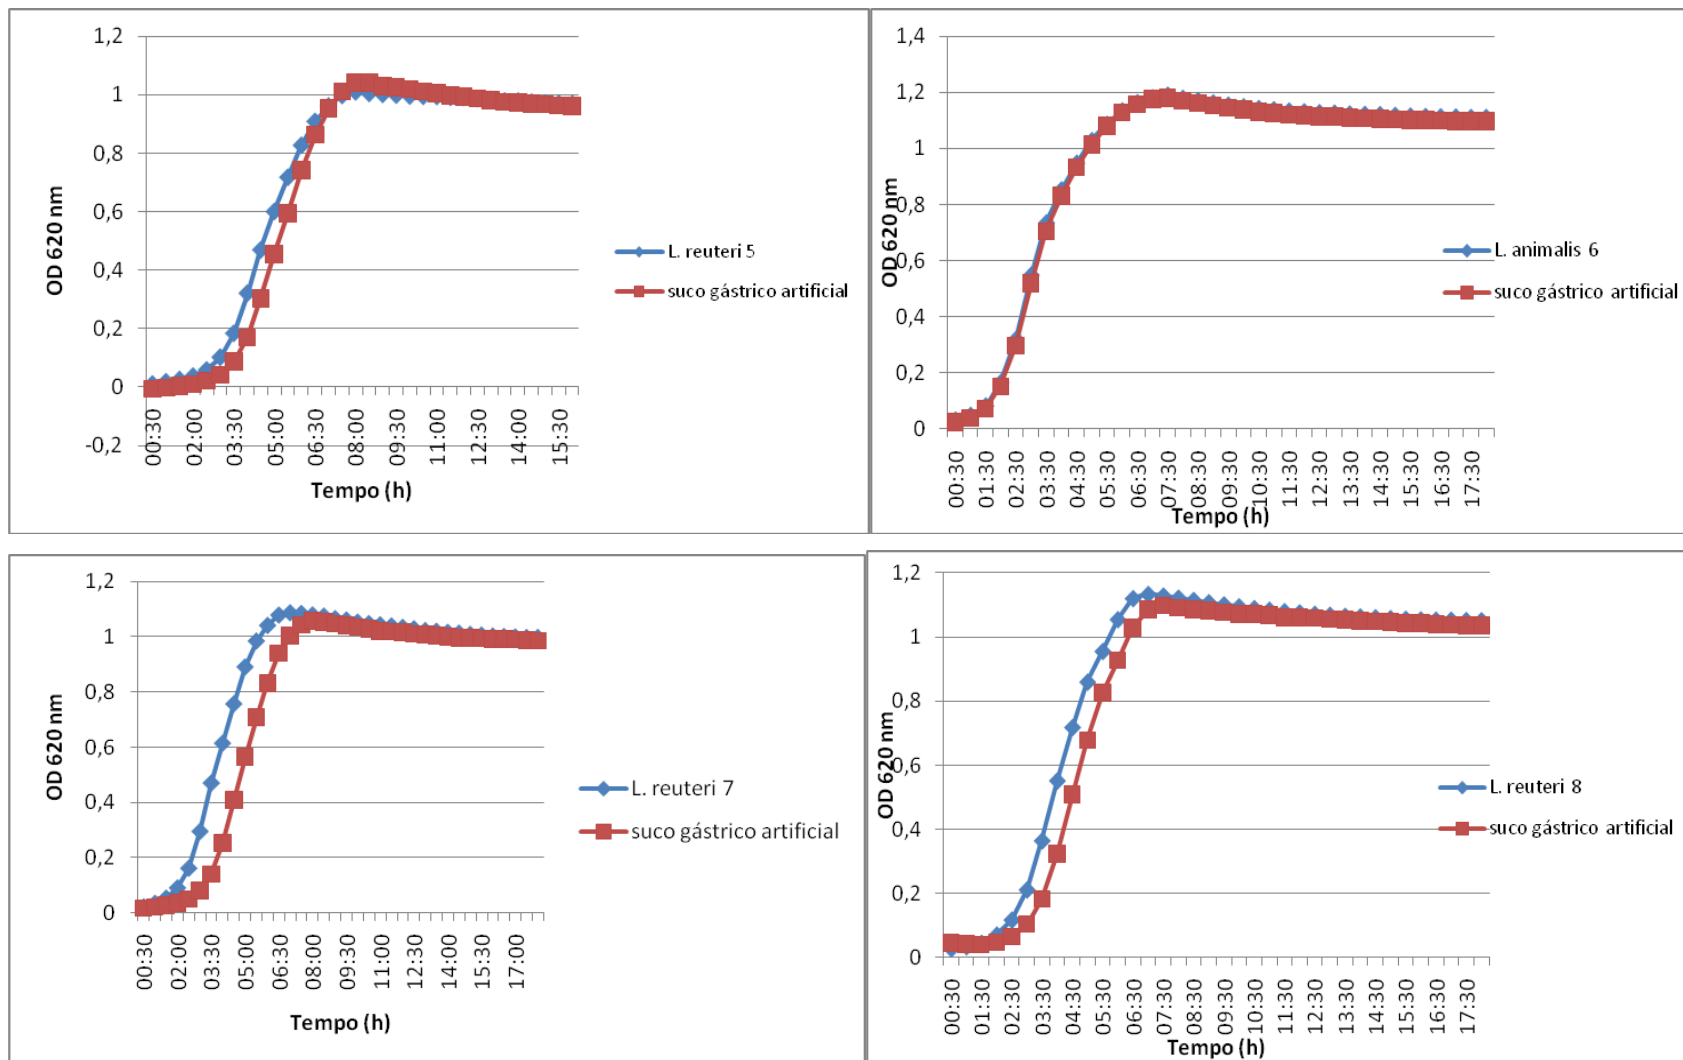 1,2
1
0,8
0,6
0,4
0,2
0
-0,2
OD 620 nm
00:30 02:00 03:30 05:00 06:30 08:00 09:30 11:00 12:30 14:00 15:30
Tempo (h)
L. reuteri 5
suco gástrico artificial
1,4
1,2
1
0,8
0,6
0,4
0,2
0
OD 620 nm
00:30 01:30 02:30 03:30 04:30 05:30 06:30 07:30 08:30 09:30 10:30 11:30 12:30 13:30 14:30 15:30 16:30 17:30
Tempo (h)
L. animalis 6
suco gástrico artificial
1,2
1
0,8
0,6
0,4
0,2
0
OD 620 nm
00:30 02:00 03:30 05:00 06:30 08:00 09:30 11:00 12:30 14:00 15:30 17:00
Tempo (h)
L. reuteri 7
suco gástrico artificial
1,2
1
0,8
0,6
0,4
0,2
0
OD 620 nm
00:30 01:30 02:30 03:30 04:30 05:30 06:30 07:30 08:30 09:30 10:30 11:30 12:30 13:30 14:30 15:30 16:30 17:30
Tempo (h)
L. reuteri 8
suco gástrico artificial